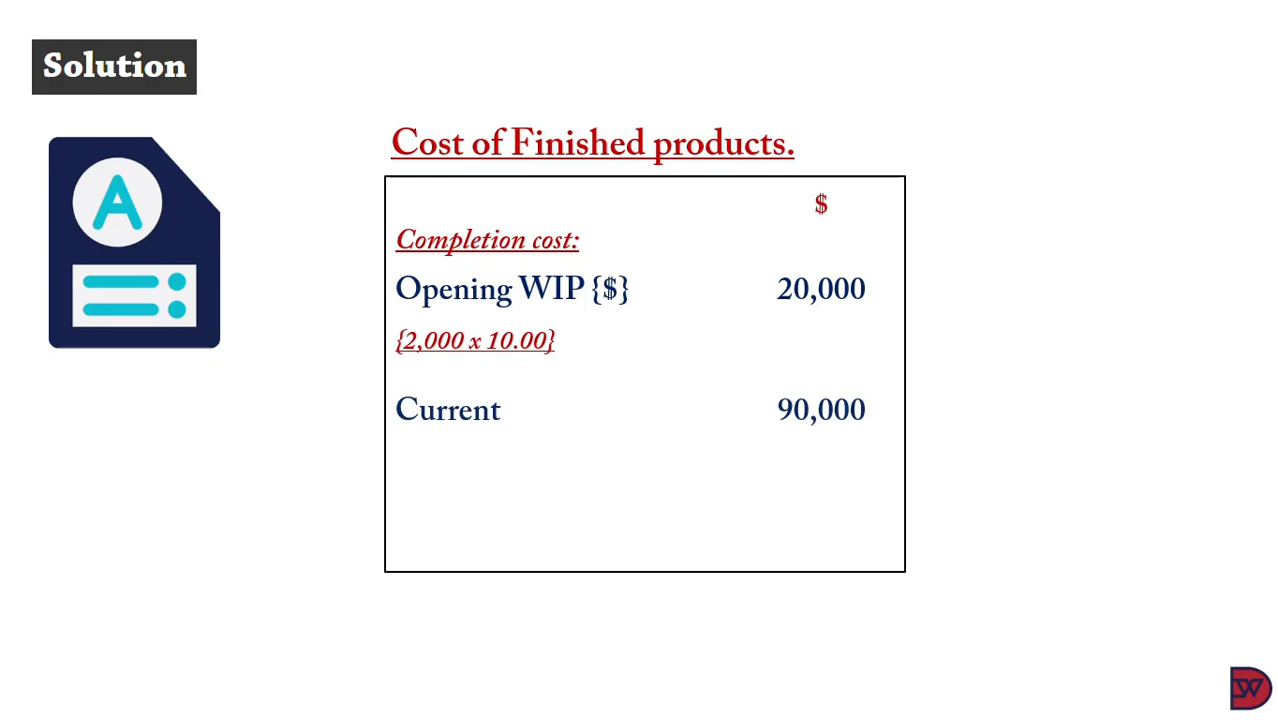 Solution
A
Cost of Finished products.
$
Completion cost:
Opening WIP {$} 20,000
{2,000 x 10.00}
Current 90,000